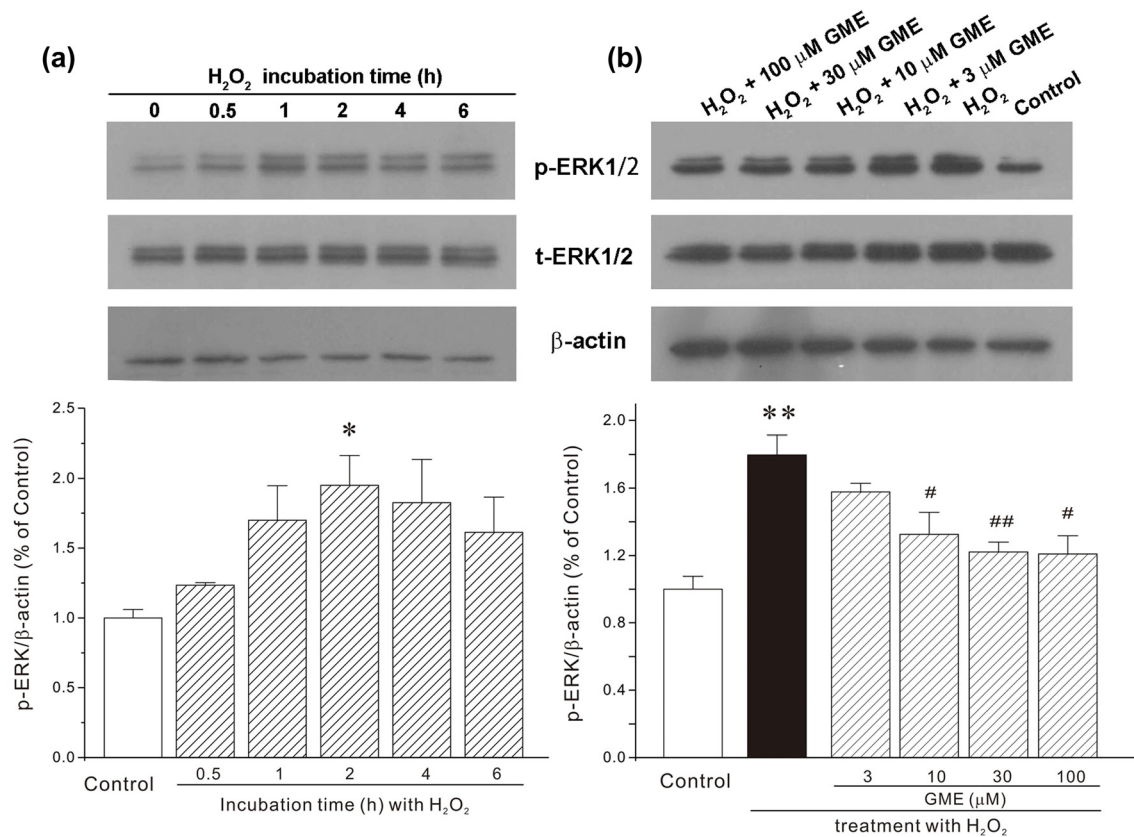 (a)
H₂O₂ incubation time (h)
0 0.5 1 2 4 6
(b)
H₂O₂ + 100 μM GME
H₂O₂ + 30 μM GME
H₂O₂ + 10 μM GME
H₂O₂ + 3 μM GME
H₂O₂
Control
p-ERK1/2
t-ERK1/2
β-actin
p-ERK/β-actin (% of Control)
2.5
2.0
1.5
1.0
0.5
0.0
*
Control
0.5 1 2 4 6
Incubation time (h) with H₂O₂
p-ERK/β-actin (% of Control)
2.0
1.6
1.2
0.8
0.4
0.0
**
#
##
#
Control
3 10 30 100
GME (μM)
treatment with H₂O₂